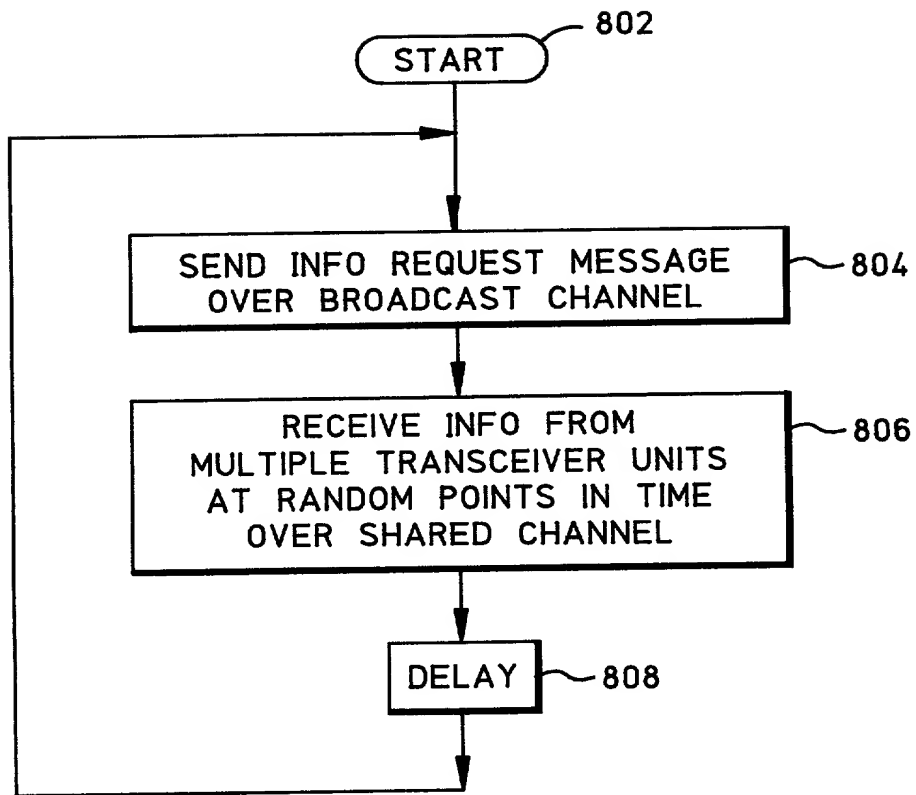 802
START
SEND INFO REQUEST MESSAGE
OVER BROADCAST CHANNEL
804
RECEIVE INFO FROM
MULTIPLE TRANSCEIVER UNITS
AT RANDOM POINTS IN TIME
OVER SHARED CHANNEL
806
DELAY
808